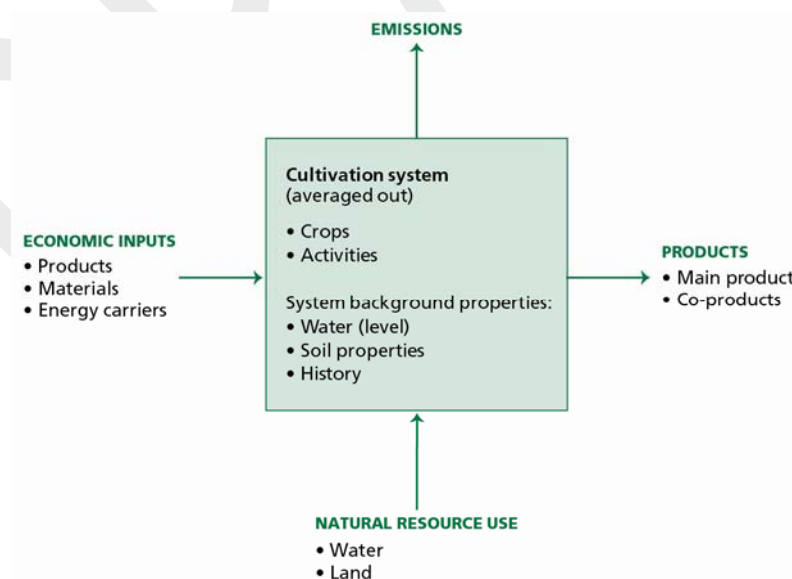 EMISSIONS
Cultivation system
(averaged out)
• Crops
• Activities
System background properties:
• Water (level)
• Soil properties
• History
ECONOMIC INPUTS
• Products
• Materials
• Energy carriers
PRODUCTS
• Main product
• Co-products
NATURAL RESOURCE USE
• Water
• Land